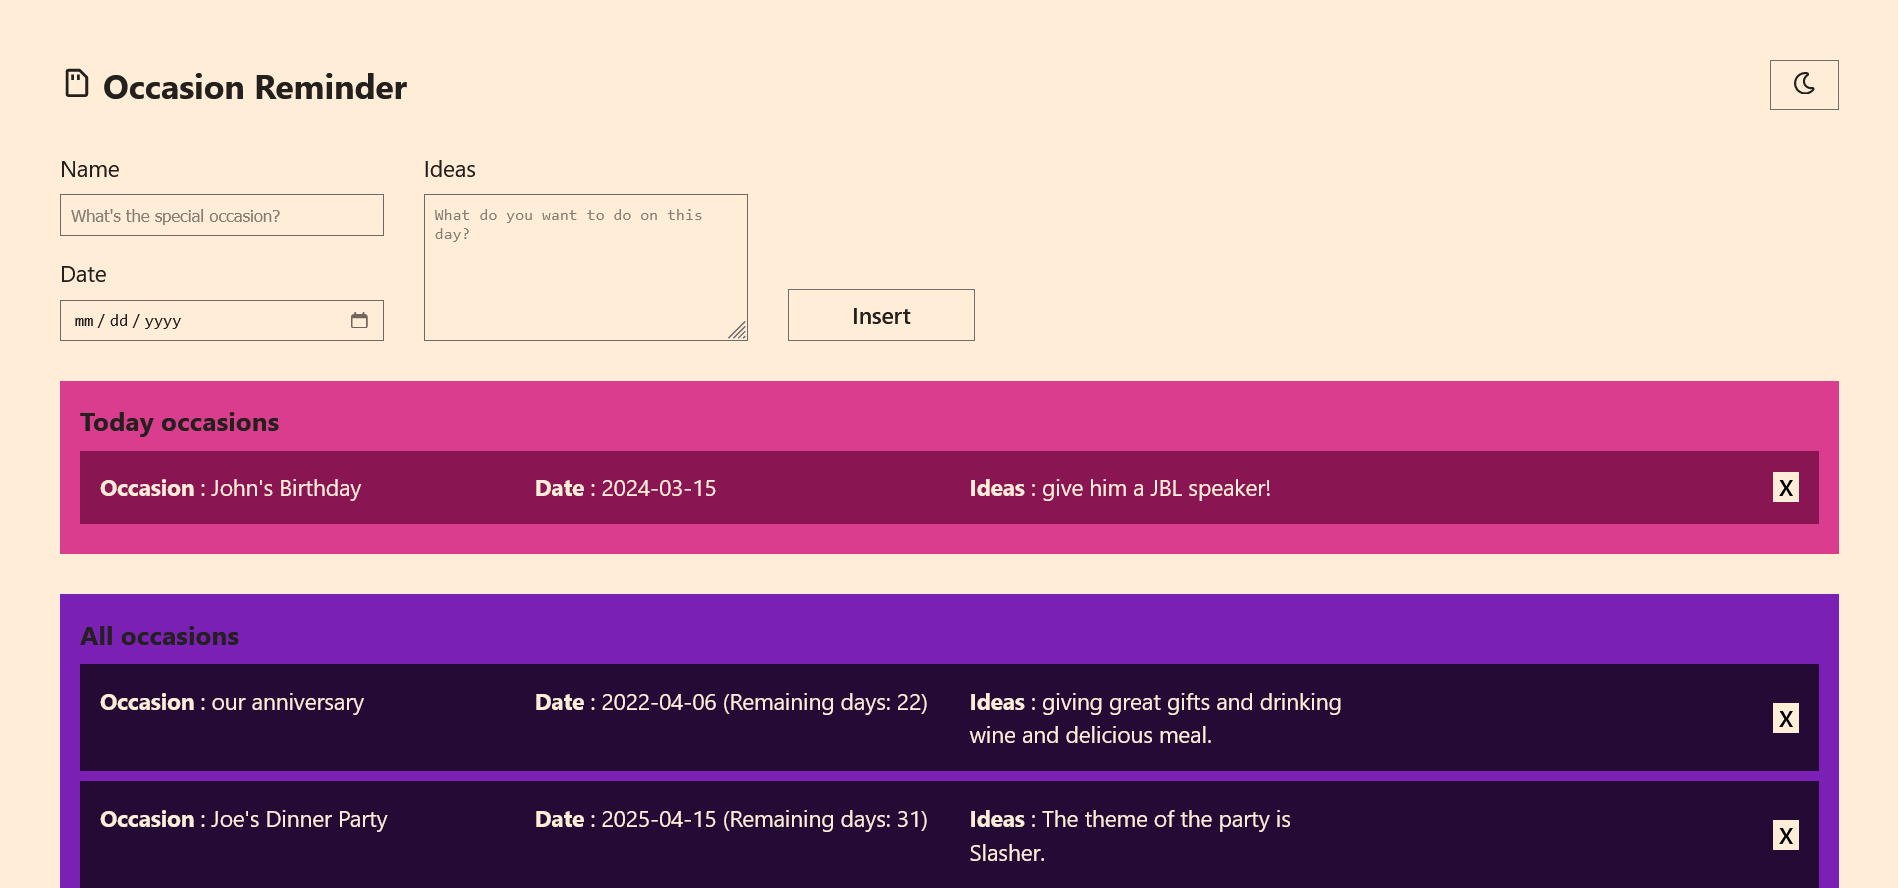 Occasion Reminder
Name
What's the special occasion?
Ideas
What do you want to do on this
day?
Date
mm / dd / yyyy
Insert
Today occasions
Occasion : John's Birthday Date : 2024-03-15 Ideas : give him a JBL speaker! X
All occasions
Occasion : our anniversary Date : 2022-04-06 (Remaining days: 22) Ideas : giving great gifts and drinking
wine and delicious meal. X
Occasion : Joe's Dinner Party Date : 2025-04-15 (Remaining days: 31) Ideas : The theme of the party is
Slasher. X